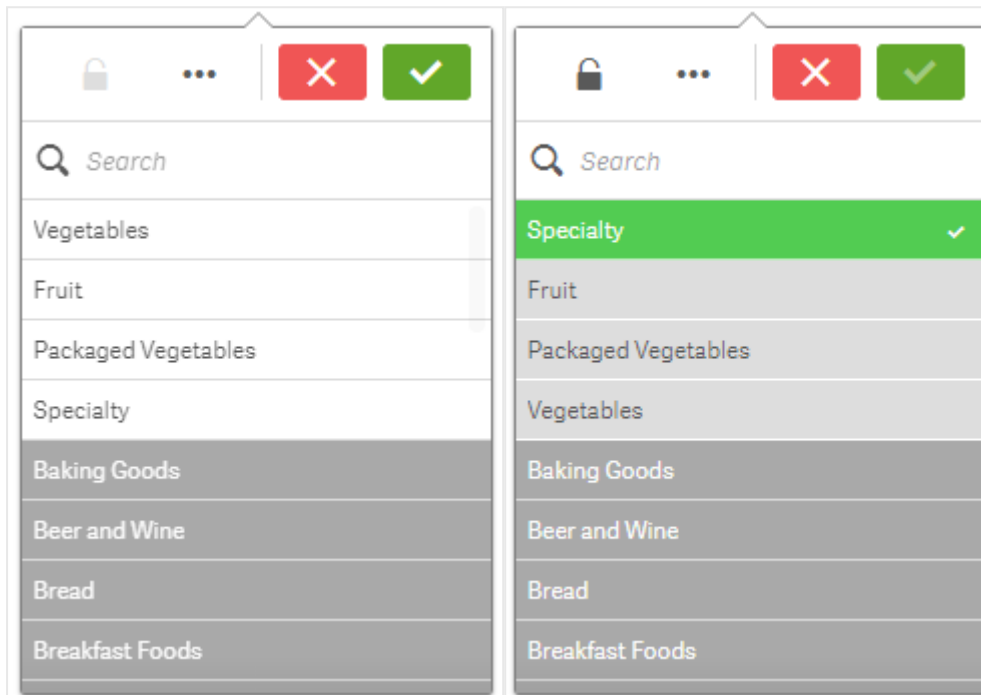 Search
Vegetables
Fruit
Packaged Vegetables
Specialty
Baking Goods
Beer and Wine
Bread
Breakfast Foods
Search
Specialty
Fruit
Packaged Vegetables
Vegetables
Baking Goods
Beer and Wine
Bread
Breakfast Foods